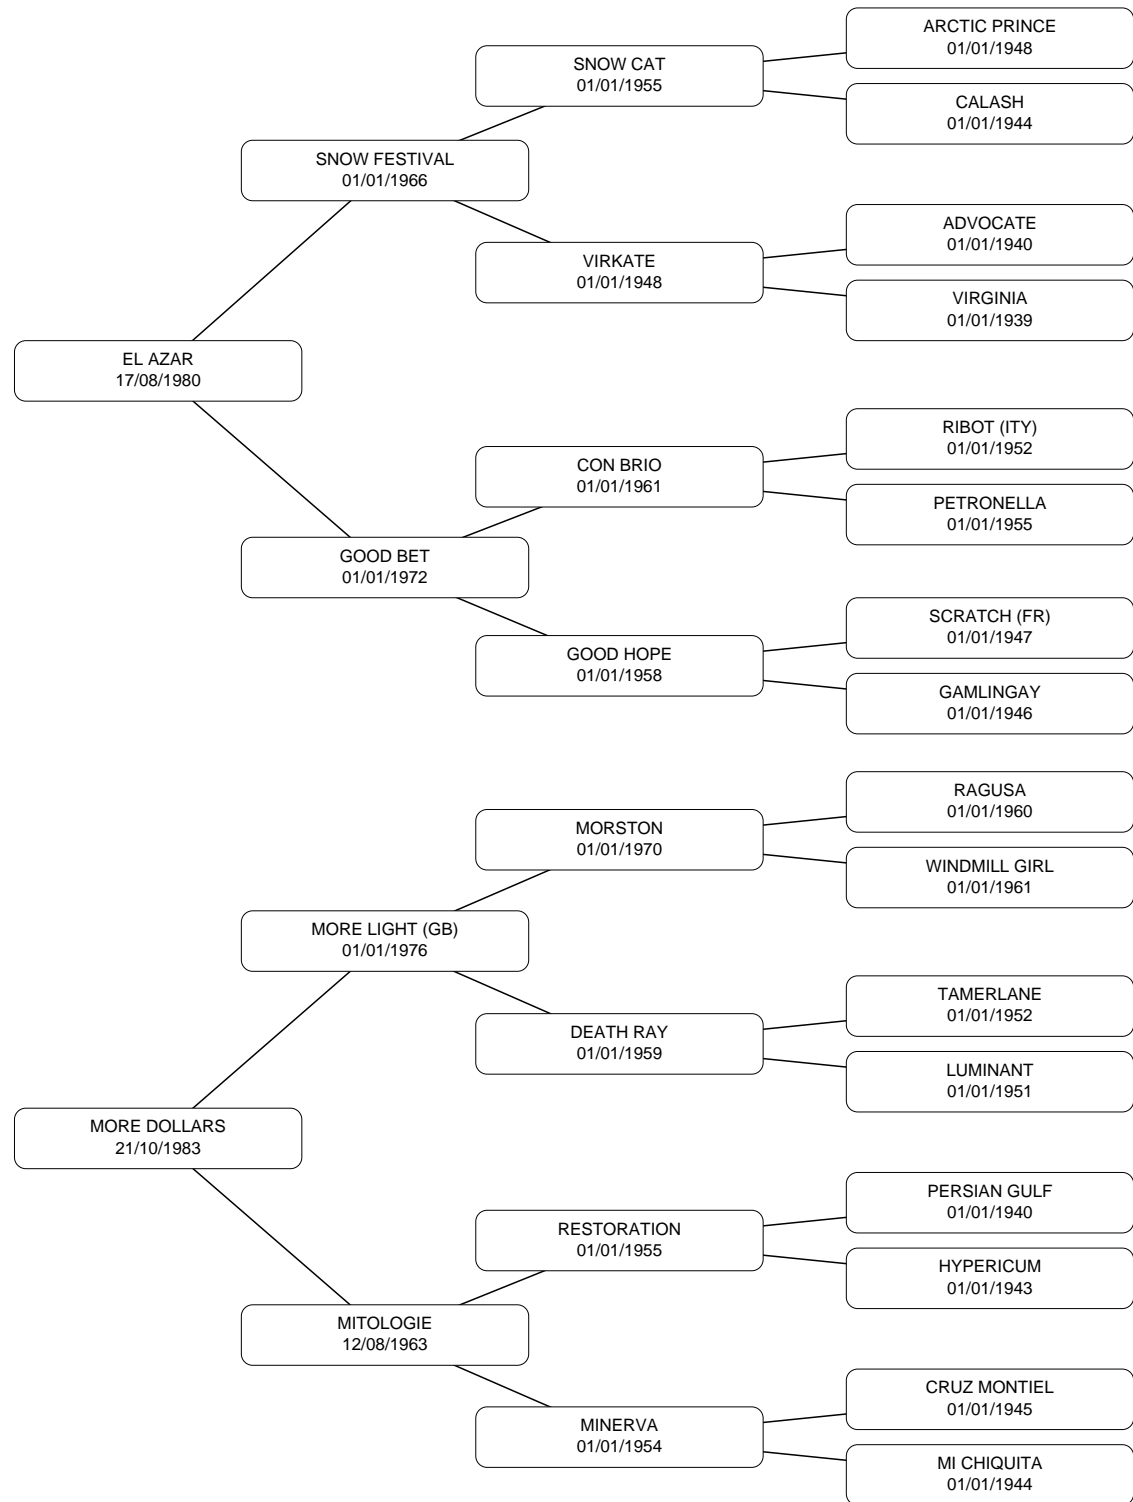 ARCTIC PRINCE
01/01/1948
SNOW CAT
01/01/1955
CALASH
01/01/1944
SNOW FESTIVAL
01/01/1966
ADVOCATE
01/01/1940
VIRKATE
01/01/1948
VIRGINIA
01/01/1939
EL AZAR
17/08/1980
RIBOT (ITY)
01/01/1952
CON BRIO
01/01/1961
PETRONELLA
01/01/1955
GOOD BET
01/01/1972
SCRATCH (FR)
01/01/1947
GOOD HOPE
01/01/1958
GAMLINGAY
01/01/1946
RAGUSA
01/01/1960
MORSTON
01/01/1970
WINDMILL GIRL
01/01/1961
MORE LIGHT (GB)
01/01/1976
TAMERLANE
01/01/1952
DEATH RAY
01/01/1959
LUMINANT
01/01/1951
MORE DOLLARS
21/10/1983
PERSIAN GULF
01/01/1940
RESTORATION
01/01/1955
HYPERICUM
01/01/1943
MITOLOGIE
12/08/1963
CRUZ MONTIEL
01/01/1945
MINERVA
01/01/1954
MI CHIQUITA
01/01/1944